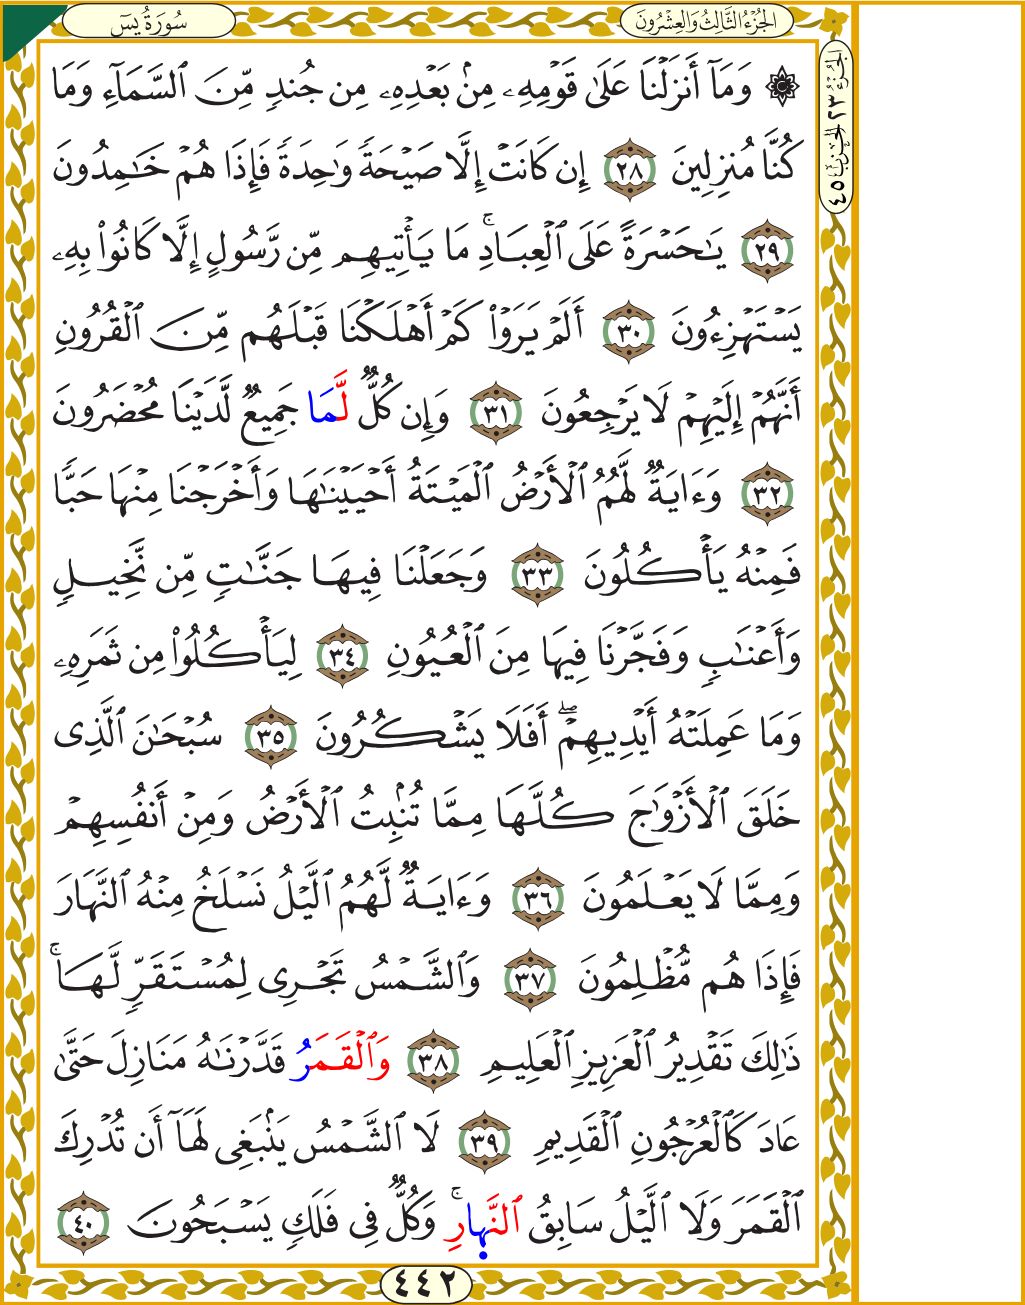 سُورَةُ يسٓ
الجُزْءُ الثَّالِثُ وَالعِشْرُونَ
الجزء ٢٣ الحزب ٤٥
۞ وَمَآ أَنزَلْنَا عَلَىٰ قَوْمِهِۦ مِنۢ بَعْدِهِۦ مِن جُندٍ مِّنَ ٱلسَّمَآءِ وَمَا
كُنَّا مُنزِلِينَ ٢٨ إِن كَانَتْ إِلَّا صَيْحَةً وَٰحِدَةً فَإِذَا هُمْ خَٰمِدُونَ
٢٩ يَٰحَسْرَةً عَلَى ٱلْعِبَادِۚ مَا يَأْتِيهِم مِّن رَّسُولٍ إِلَّا كَانُوا۟ بِهِۦ
يَسْتَهْزِءُونَ ٣٠ أَلَمْ يَرَوْا۟ كَمْ أَهْلَكْنَا قَبْلَهُم مِّنَ ٱلْقُرُونِ
أَنَّهُمْ إِلَيْهِمْ لَا يَرْجِعُونَ ٣١ وَإِن كُلٌّ لَّمَا جَمِيعٌ لَّدَيْنَا مُحْضَرُونَ
٣٢ وَءَايَةٌ لَّهُمُ ٱلْأَرْضُ ٱلْمَيْتَةُ أَحْيَيْنَٰهَا وَأَخْرَجْنَا مِنْهَا حَبًّا
فَمِنْهُ يَأْكُلُونَ ٣٣ وَجَعَلْنَا فِيهَا جَنَّٰتٍ مِّن نَّخِيلٍ
وَأَعْنَٰبٍ وَفَجَّرْنَا فِيهَا مِنَ ٱلْعُيُونِ ٣٤ لِيَأْكُلُوا۟ مِن ثَمَرِهِۦ
وَمَا عَمِلَتْهُ أَيْدِيهِمْۖ أَفَلَا يَشْكُرُونَ ٣٥ سُبْحَٰنَ ٱلَّذِى
خَلَقَ ٱلْأَزْوَٰجَ كُلَّهَا مِمَّا تُنۢبِتُ ٱلْأَرْضُ وَمِنْ أَنفُسِهِمْ
وَمِمَّا لَا يَعْلَمُونَ ٣٦ وَءَايَةٌ لَّهُمُ ٱلَّيْلُ نَسْلَخُ مِنْهُ ٱلنَّهَارَ
فَإِذَا هُم مُّظْلِمُونَ ٣٧ وَٱلشَّمْسُ تَجْرِى لِمُسْتَقَرٍّ لَّهَاۚ
ذَٰلِكَ تَقْدِيرُ ٱلْعَزِيزِ ٱلْعَلِيمِ ٣٨ وَٱلْقَمَرُ قَدَّرْنَٰهُ مَنَازِلَ حَتَّىٰ
عَادَ كَٱلْعُرْجُونِ ٱلْقَدِيمِ ٣٩ لَا ٱلشَّمْسُ يَنۢبَغِى لَهَآ أَن تُدْرِكَ
ٱلْقَمَرَ وَلَا ٱلَّيْلُ سَابِقُ ٱلنَّهَارِۚ وَكُلٌّ فِى فَلَكٍ يَسْبَحُونَ ٤٠
٤٤٢